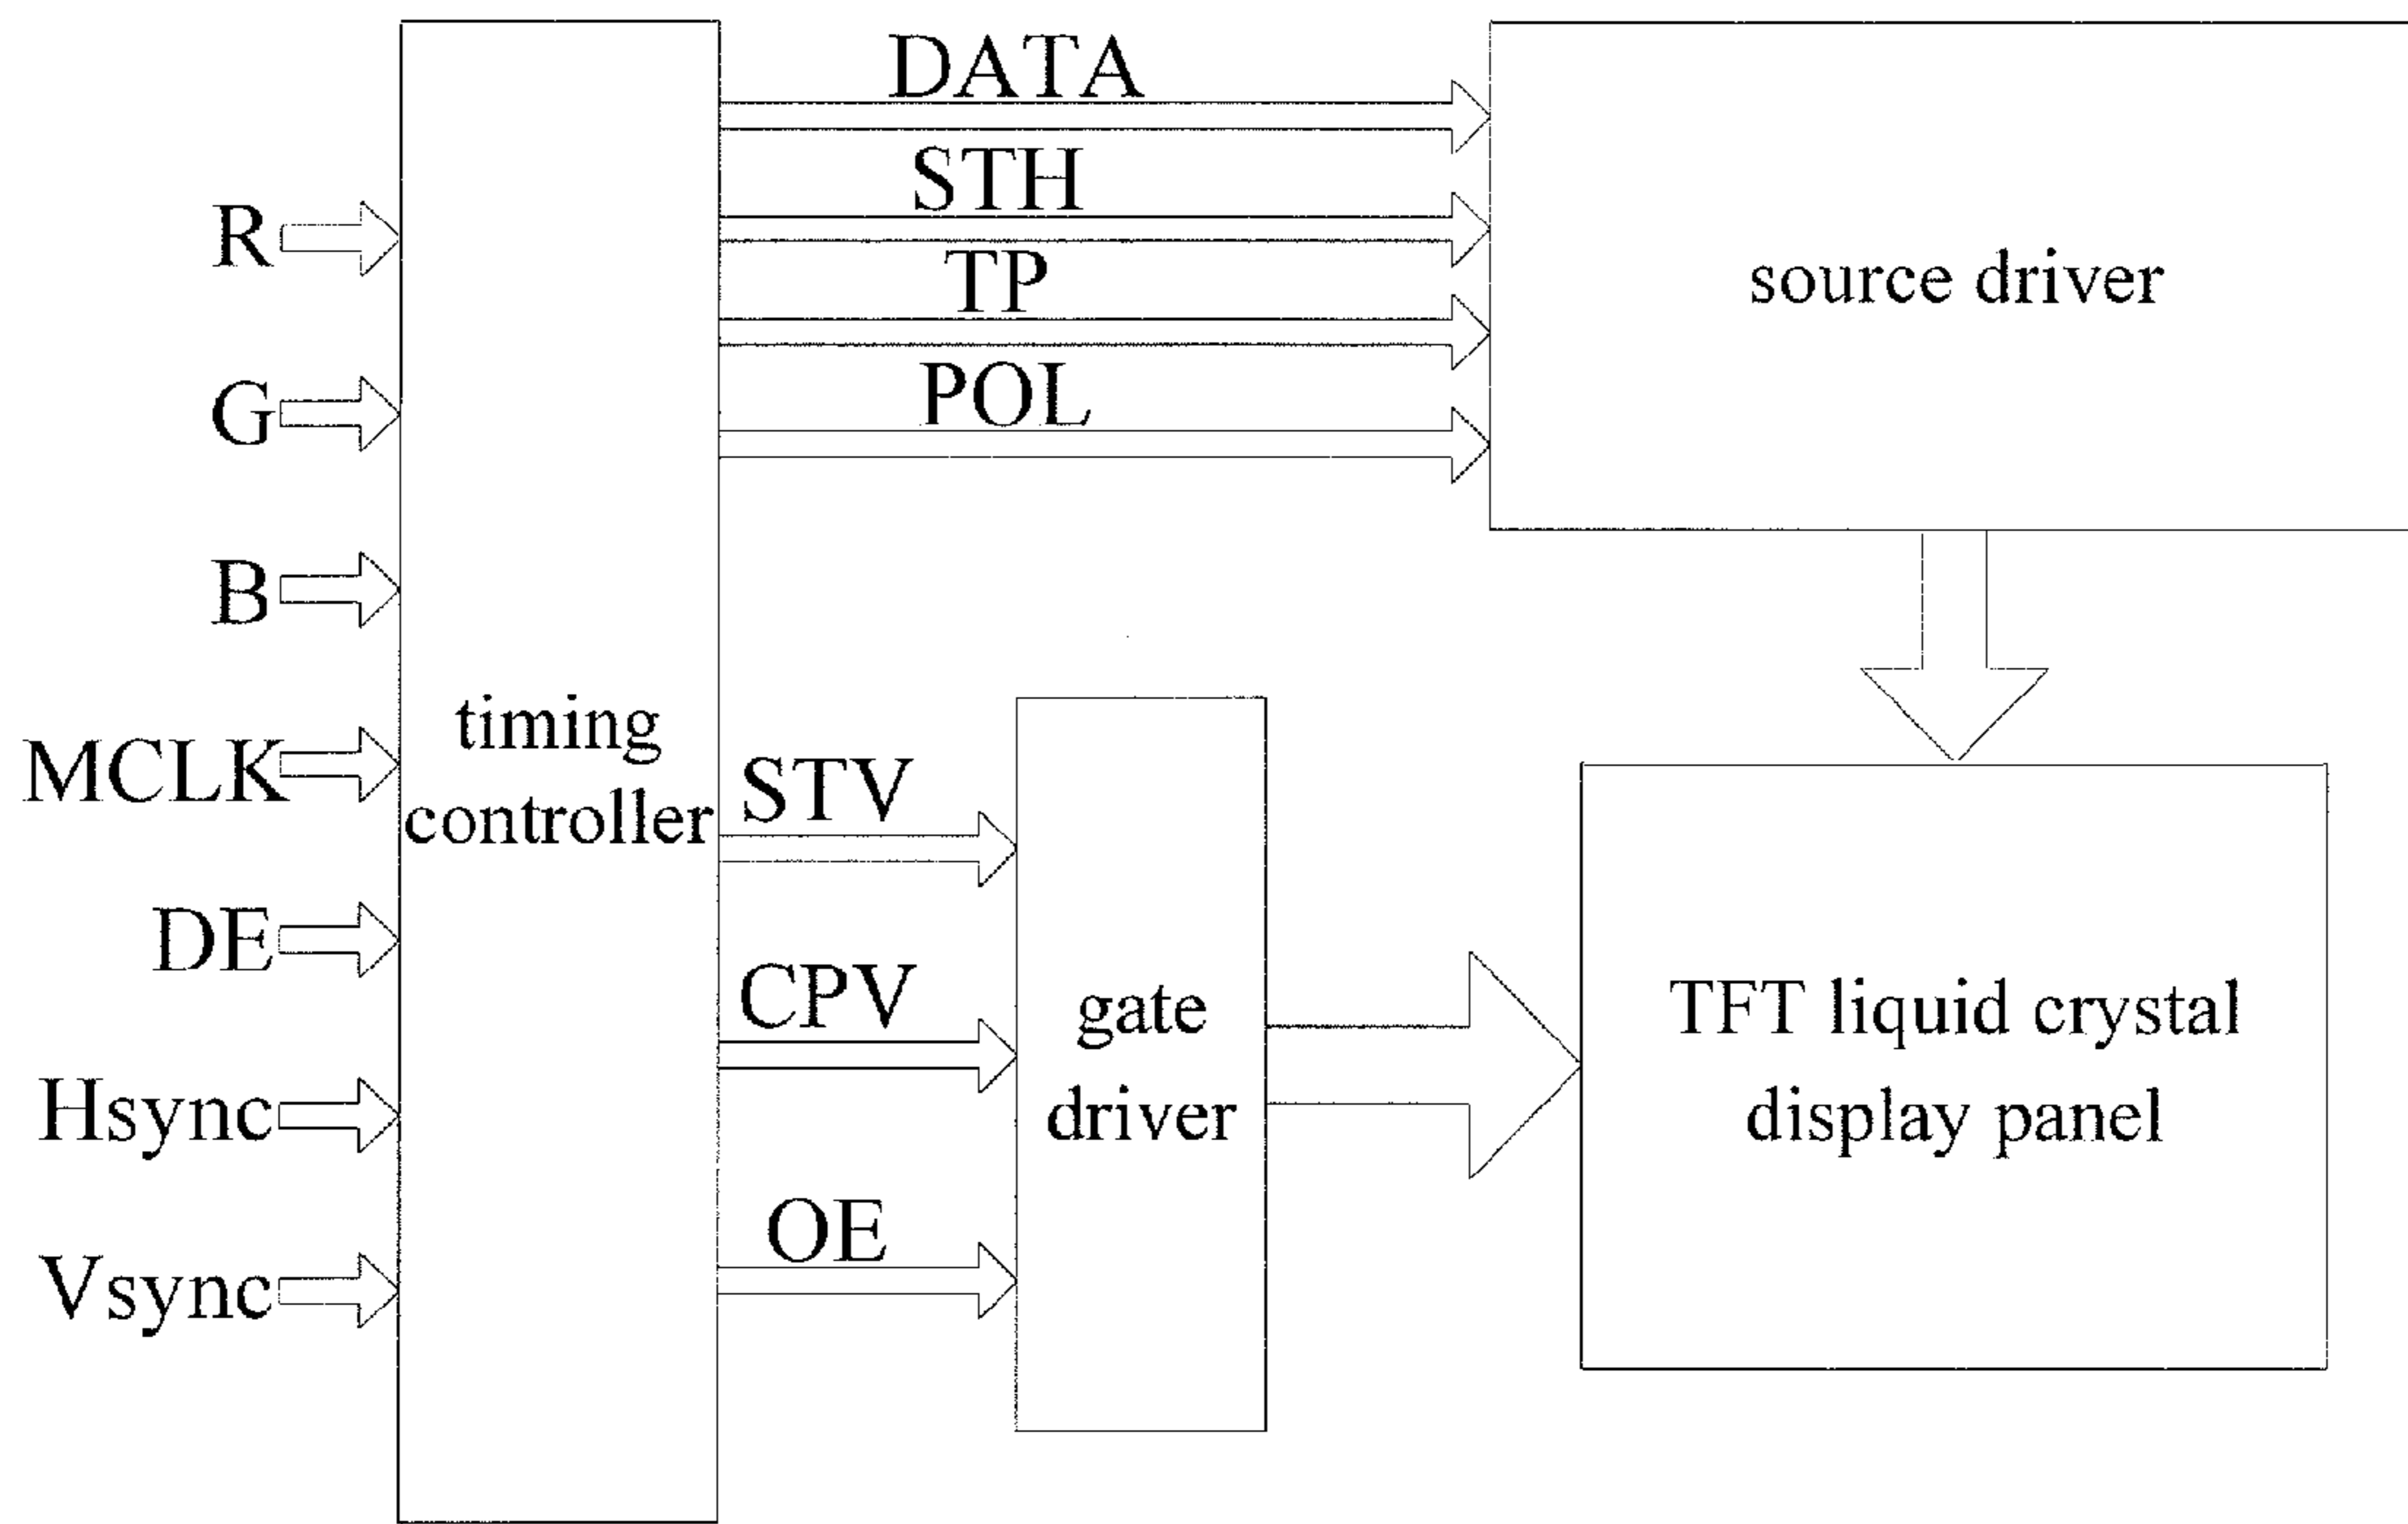 DATA
STH
TP
POL
source driver
R
G
B
MCLK
DE
Hsync
Vsync
timing
controller
STV
CPV
OE
gate
driver
TFT liquid crystal
display panel